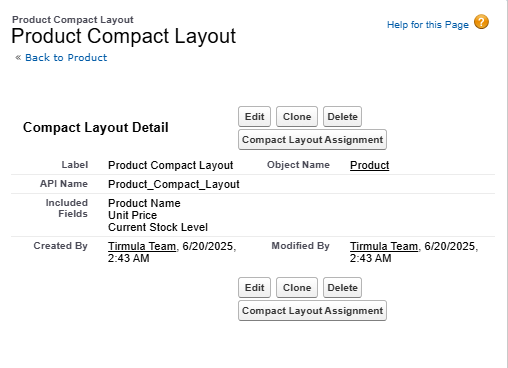 Product Compact Layout
Product Compact Layout
Help for this Page ?
« Back to Product
Compact Layout Detail
Edit Clone Delete
Compact Layout Assignment
Label Product Compact Layout Object Name Product
API Name Product_Compact_Layout
Included Fields Product Name
Unit Price
Current Stock Level
Created By Tirmula Team, 6/20/2025, 2:43 AM Modified By Tirmula Team, 6/20/2025, 2:43 AM
Edit Clone Delete
Compact Layout Assignment